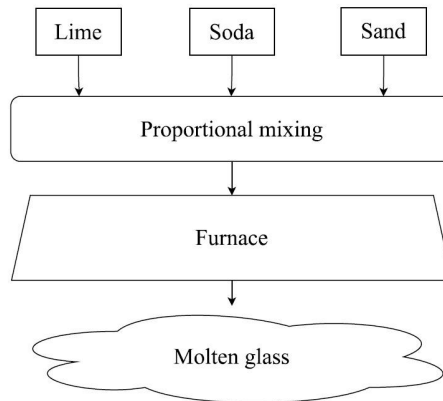 Lime
Soda
Sand
Proportional mixing
Furnace
Molten glass